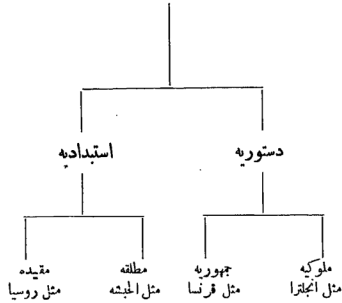 دستوريه استبداديه
ملوكيه جمهوريه مطلقه مقيده
مثل انجلترا مثل فرنسا مثل الحبشه مثل روسيا